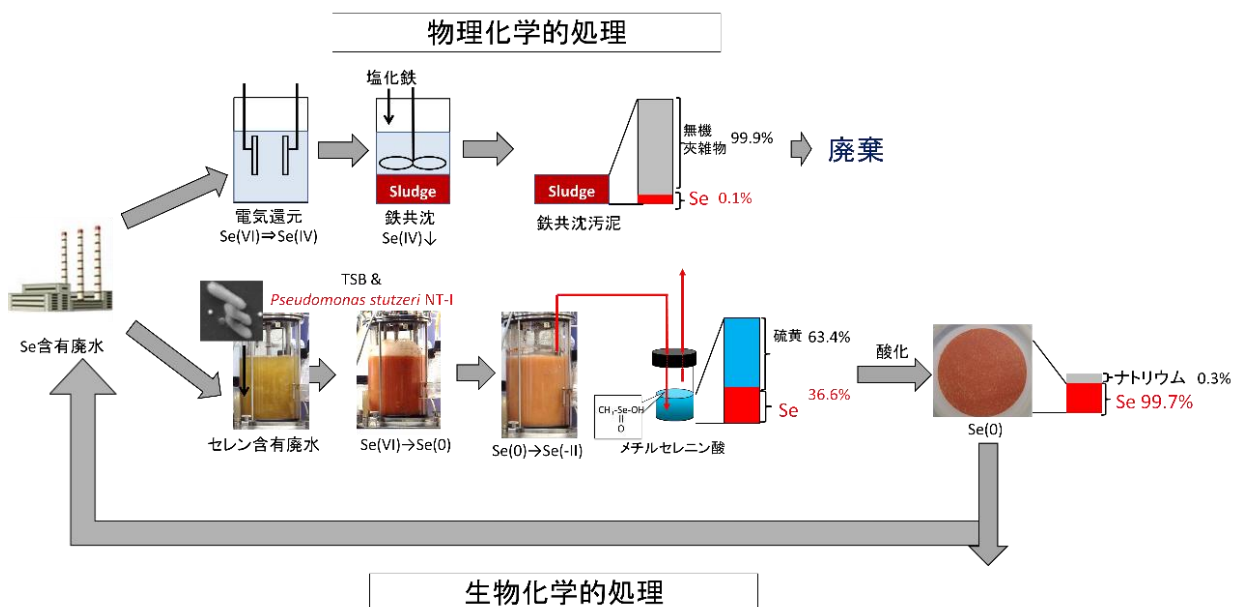 物理化学的処理
塩化鉄
Sludge
電気還元
Se(VI)⇒Se(IV)
鉄共沈
Se(IV)↓
Sludge
鉄共沈汚泥
無機
夾雑物
99.9%
Se 0.1%
廃棄
Se含有廃水
TSB &
Pseudomonas stutzeri NT-I
セレン含有廃水
Se(VI)→Se(0)
Se(0)→Se(-II)
CH₃-Se-OH
O
メチルセレニン酸
硫黄 63.4%
36.6%
Se
酸化
Se(0)
ナトリウム 0.3%
Se 99.7%
生物化学的処理